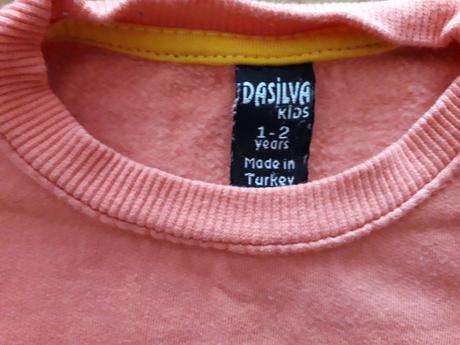 DASILVA
KIDS
1-2
years
Made in
Turkey